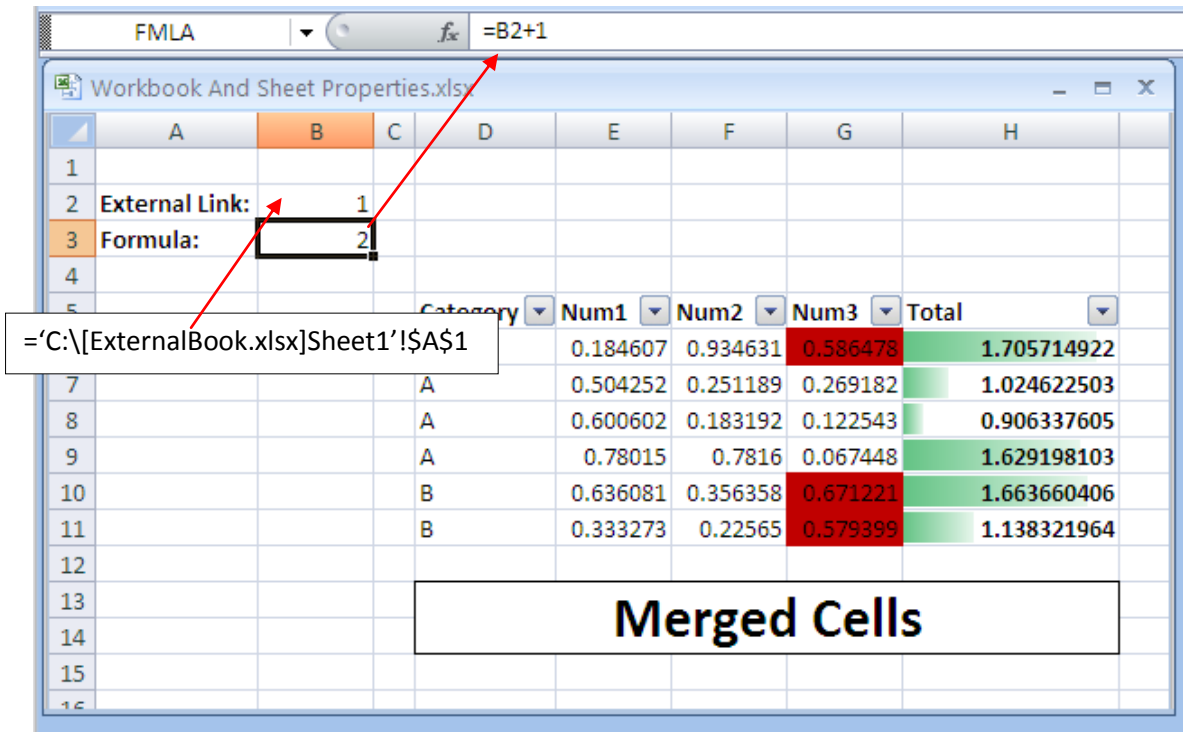 FMLA fx =B2+1
Workbook And Sheet Properties.xlsx
A B C D E F G H
1
2 External Link: 1
3 Formula: 2
4
Category Num1 Num2 Num3 Total
='C:\[ExternalBook.xlsx]Sheet1'!$A$1
0.184607 0.934631 0.586478 1.705714922
7 A 0.504252 0.251189 0.269182 1.024622503
8 A 0.600602 0.183192 0.122543 0.906337605
9 A 0.78015 0.7816 0.067448 1.629198103
10 B 0.636081 0.356358 0.671221 1.663660406
11 B 0.333273 0.22565 0.579399 1.138321964
12
13
Merged Cells
14
15
16